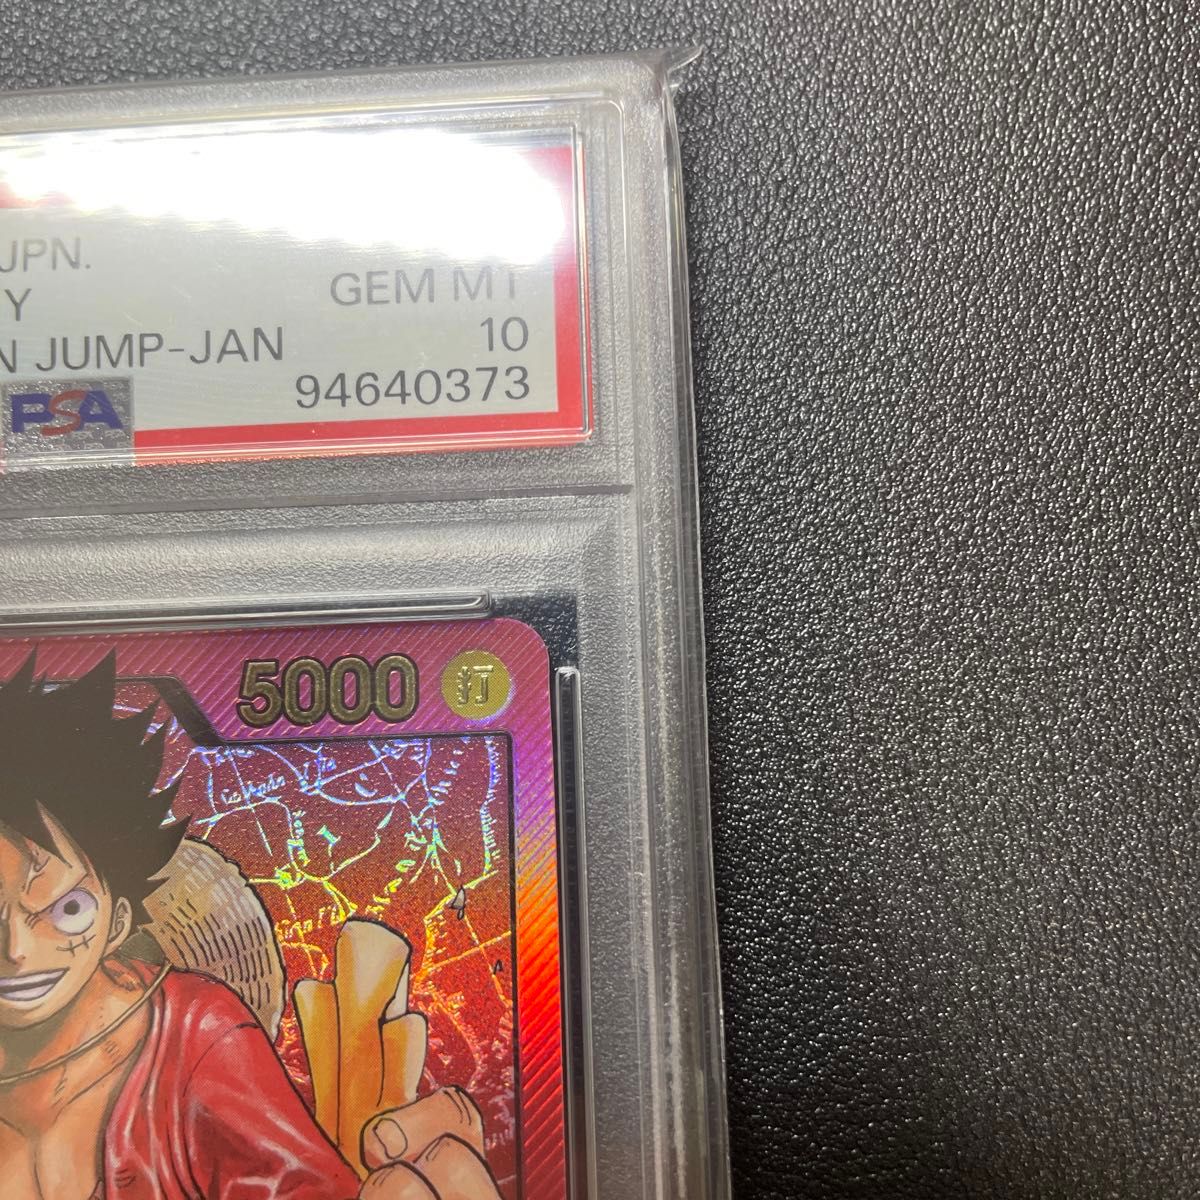 JPN.
Y
GEM MT
N JUMP-JAN
10
PSA
94640373
5000
打